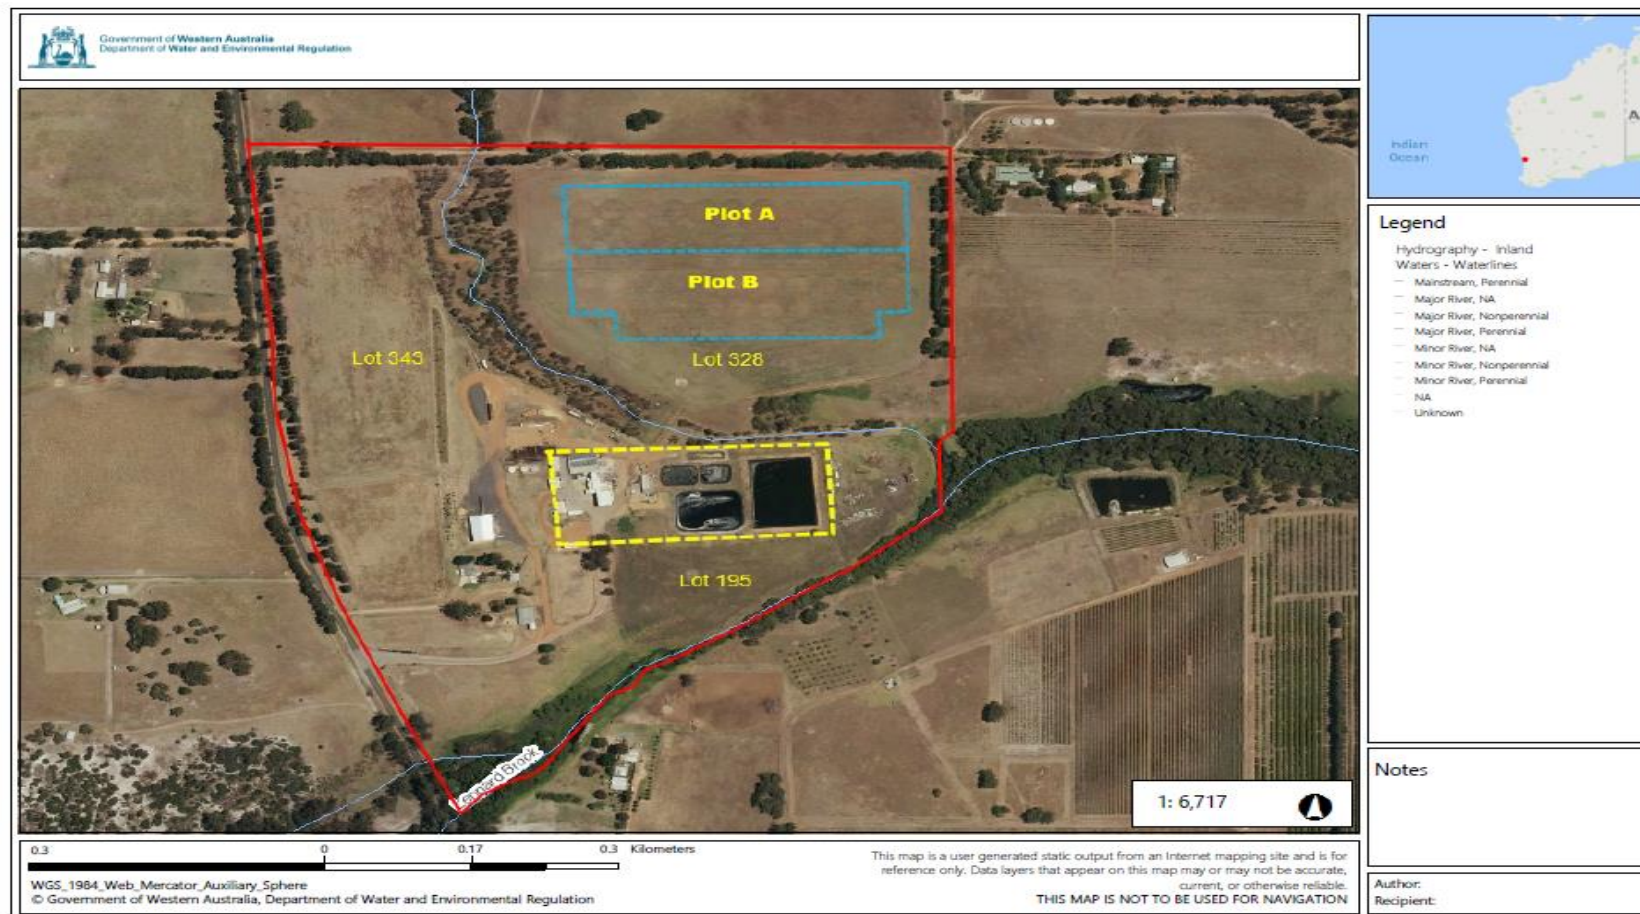 Government of Western Australia
Department of Water and Environmental Regulation
Indian
Ocean
A
Plot A
Plot B
Lot 343
Lot 328
Lot 195
Lennard Brook
1: 6,717
Legend
Hydrography - Inland
Waters - Waterlines
Mainstream, Perennial
Major River, NA
Major River, Nonperennial
Major River, Perennial
Minor River, NA
Minor River, Nonperennial
Minor River, Perennial
NA
Unknown
Notes
0.3 0 0.17 0.3 Kilometers
WGS_1984_Web_Mercator_Auxiliary_Sphere
© Government of Western Australia, Department of Water and Environmental Regulation
This map is a user generated static output from an Internet mapping site and is for
reference only. Data layers that appear on this map may or may not be accurate,
current, or otherwise reliable.
THIS MAP IS NOT TO BE USED FOR NAVIGATION
Author:
Recipient: